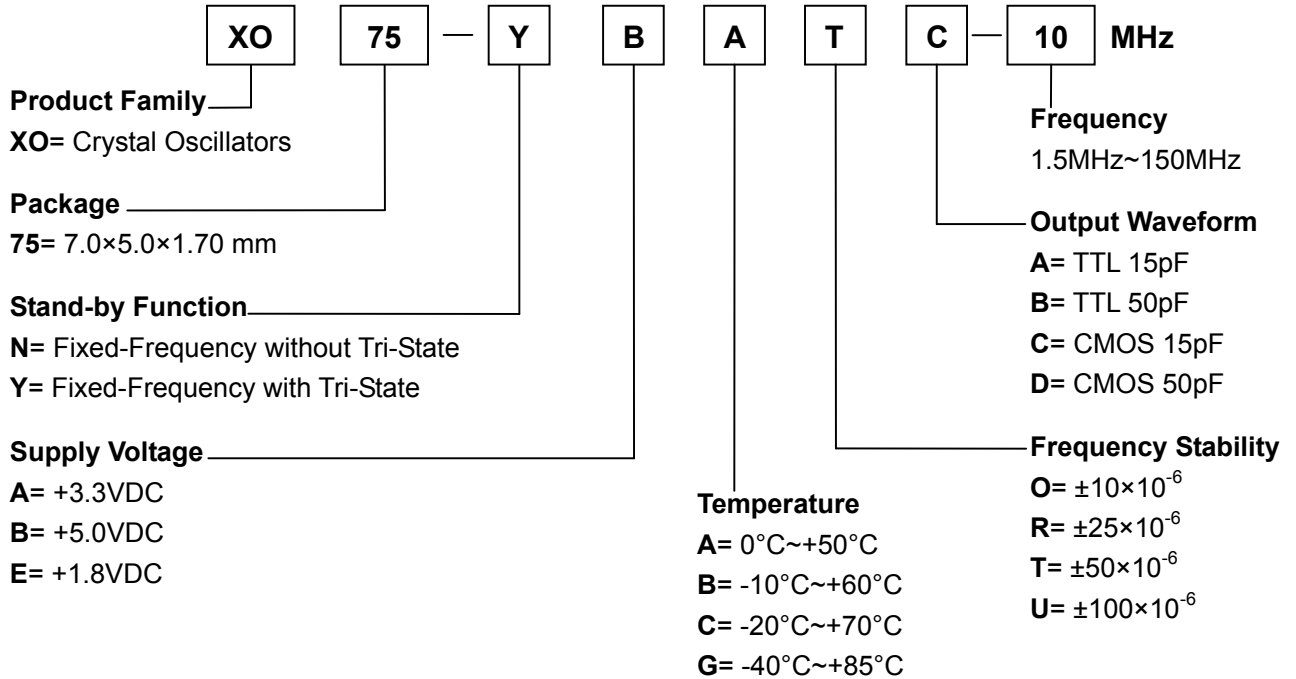 XO 75 — Y B A T C — 10 MHz
Product Family
XO= Crystal Oscillators
Package
75= 7.0×5.0×1.70 mm
Stand-by Function
N= Fixed-Frequency without Tri-State
Y= Fixed-Frequency with Tri-State
Supply Voltage
A= +3.3VDC
B= +5.0VDC
E= +1.8VDC
Temperature
A= 0°C~+50°C
B= -10°C~+60°C
C= -20°C~+70°C
G= -40°C~+85°C
Frequency
1.5MHz~150MHz
Output Waveform
A= TTL 15pF
B= TTL 50pF
C= CMOS 15pF
D= CMOS 50pF
Frequency Stability
O= ±10×10⁻⁶
R= ±25×10⁻⁶
T= ±50×10⁻⁶
U= ±100×10⁻⁶